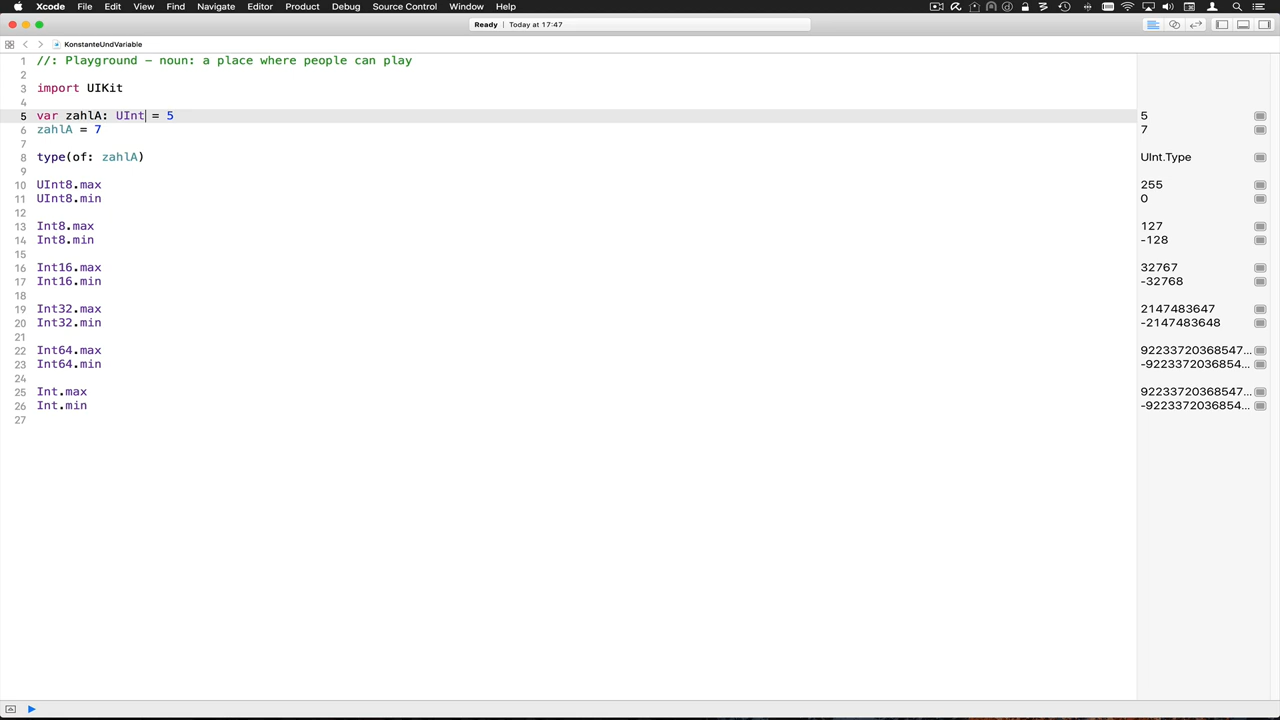 Xcode File Edit View Find Navigate Editor Product Debug Source Control Window Help
Ready | Today at 17:47
KonstanteUndVariable
1 //: Playground - noun: a place where people can play
2
3 import UIKit
4
5 var zahlA: UInt = 5 5
6 zahlA = 7 7
7
8 type(of: zahlA) UInt.Type
9
10 UInt8.max 255
11 UInt8.min 0
12
13 Int8.max 127
14 Int8.min -128
15
16 Int16.max 32767
17 Int16.min -32768
18
19 Int32.max 2147483647
20 Int32.min -2147483648
21
22 Int64.max 92233720368547...
23 Int64.min -9223372036854...
24
25 Int.max 92233720368547...
26 Int.min -9223372036854...
27